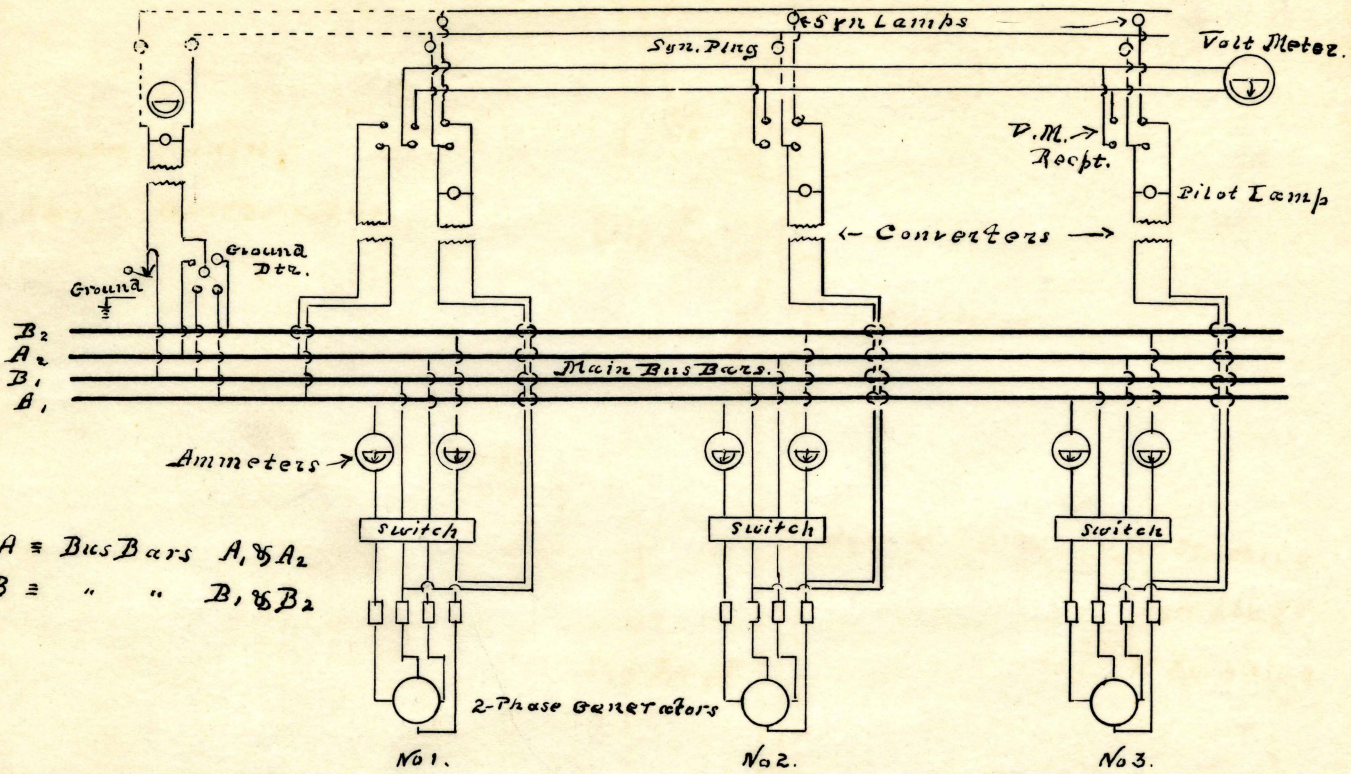 Syn Lamps
Syn. Plug
Volt Meter.
V.M.
Recpt.
Pilot Lamp
Converters
Ground
Dtr.
Ground
B₂
A₂
B₁
A₁
Main Bus Bars.
Ammeters
Switch
Switch
Switch
A ≡ Bus Bars A₁ & A₂
B ≡ " " B₁ & B₂
2-Phase Generators
No 1.
No 2.
No 3.